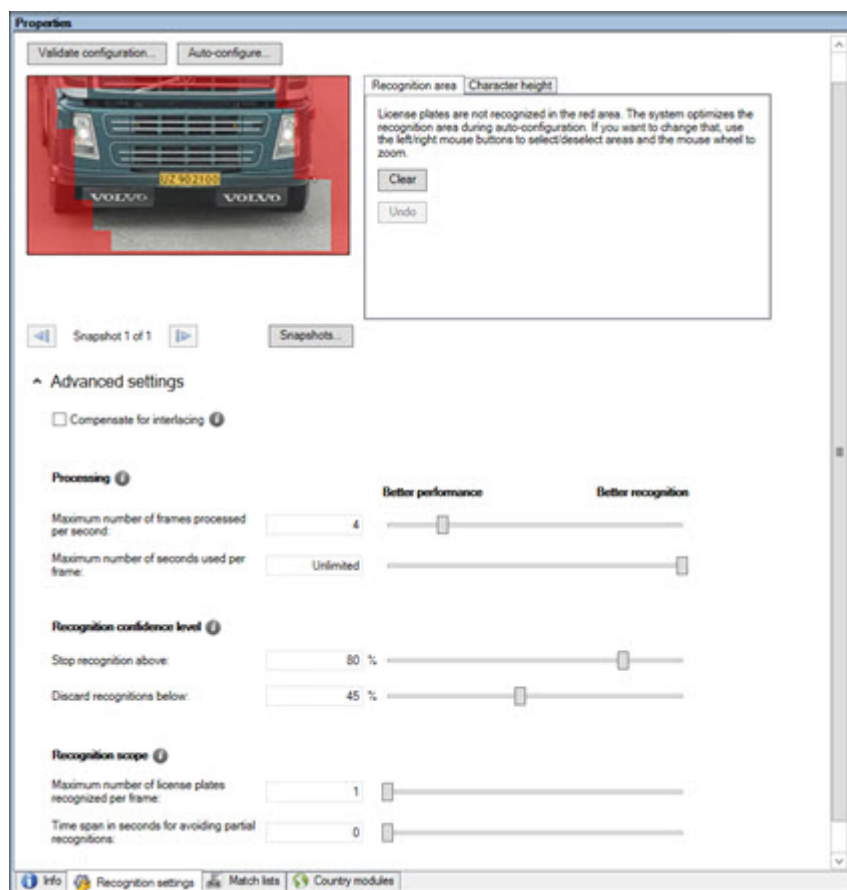 Properties
Validate configuration...
Auto-configure...
Recognition area
Character height
License plates are not recognized in the red area. The system optimizes the
recognition area during auto-configuration. If you want to change that, use
the left/right mouse buttons to select/deselect areas and the mouse wheel to
zoom.
Clear
Undo
UZ 902100
VOLVO VOLVO
Snapshot 1 of 1
Snapshots...
Advanced settings
Compensate for interlacing
Processing
Better performance Better recognition
Maximum number of frames processed
per second:
4
Maximum number of seconds used per
frame:
Unlimited
Recognition confidence level
Stop recognition above: 80 %
Discard recognitions below: 45 %
Recognition scope
Maximum number of license plates
recognized per frame:
1
Time span in seconds for avoiding partial
recognitions:
0
Info Recognition settings Match lists Country modules